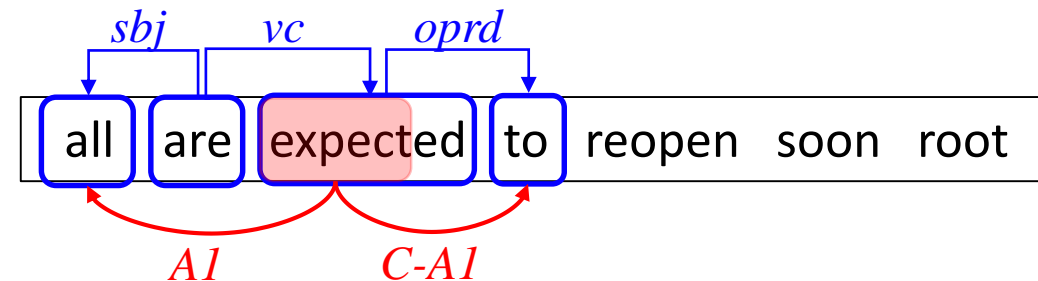 sbj vc oprd
all are expected to reopen soon root
A1 C-A1